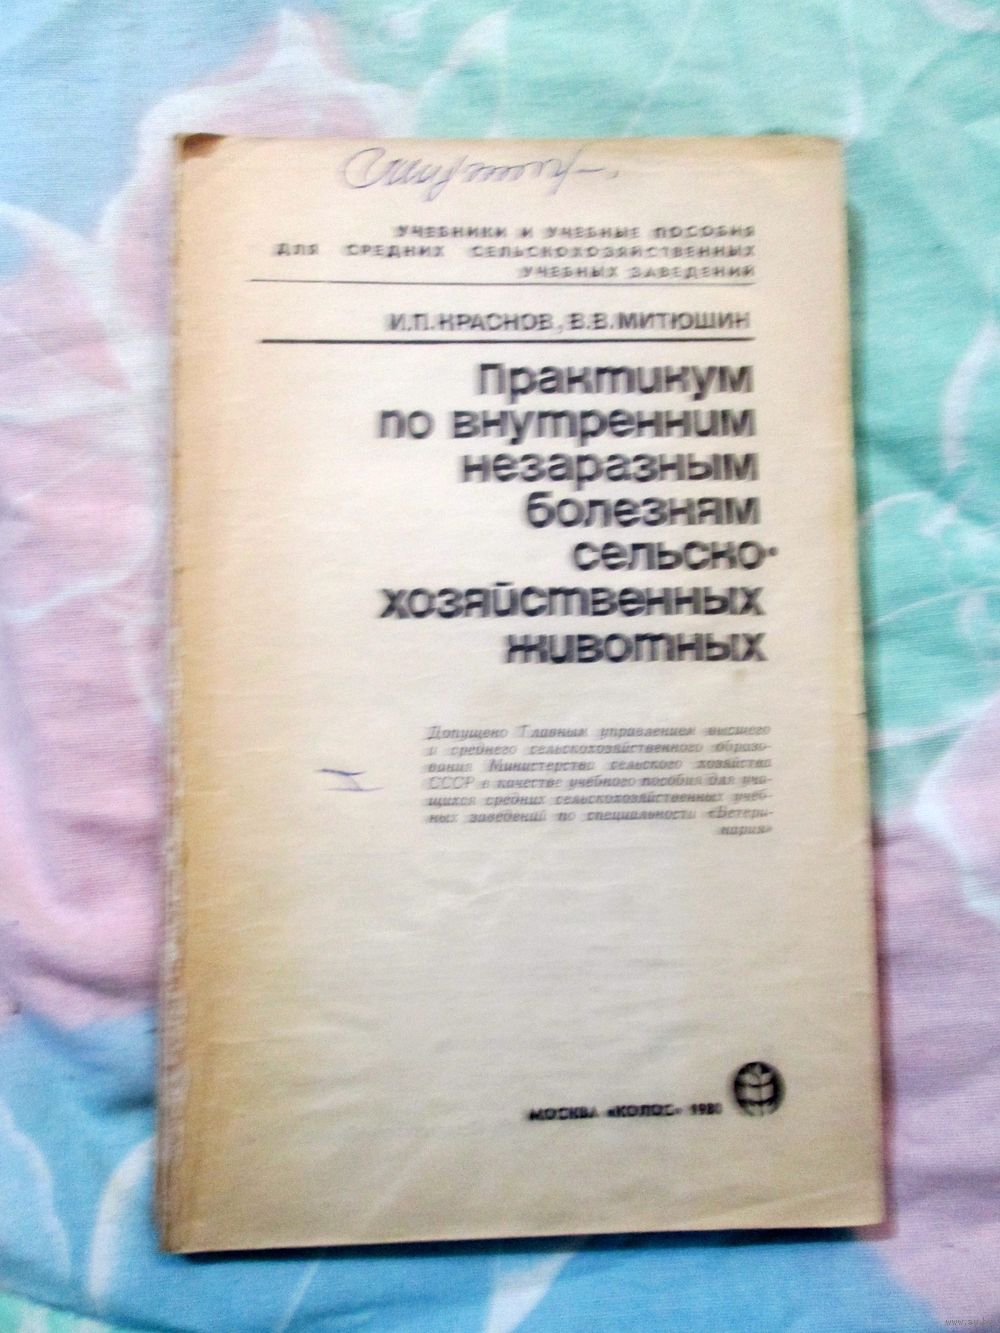 УЧЕБНИКИ И УЧЕБНЫЕ ПОСОБИЯ
ДЛЯ СРЕДНИХ СЕЛЬСКОХОЗЯЙСТВЕННЫХ
УЧЕБНЫХ ЗАВЕДЕНИЙ
И.П.КРАСНОВ, В.В.МИТЮШИН
Практикум
по внутренним
незаразным
болезням
сельско-
хозяйственных
животных
Допущено Главным управлением высшего
и среднего сельскохозяйственного образо-
вания Министерства сельского хозяйства
СССР в качестве учебного пособия для уча-
щихся средних сельскохозяйственных учеб-
ных заведений по специальности «Ветери-
нария»
МОСКВА «КОЛОС» 1980